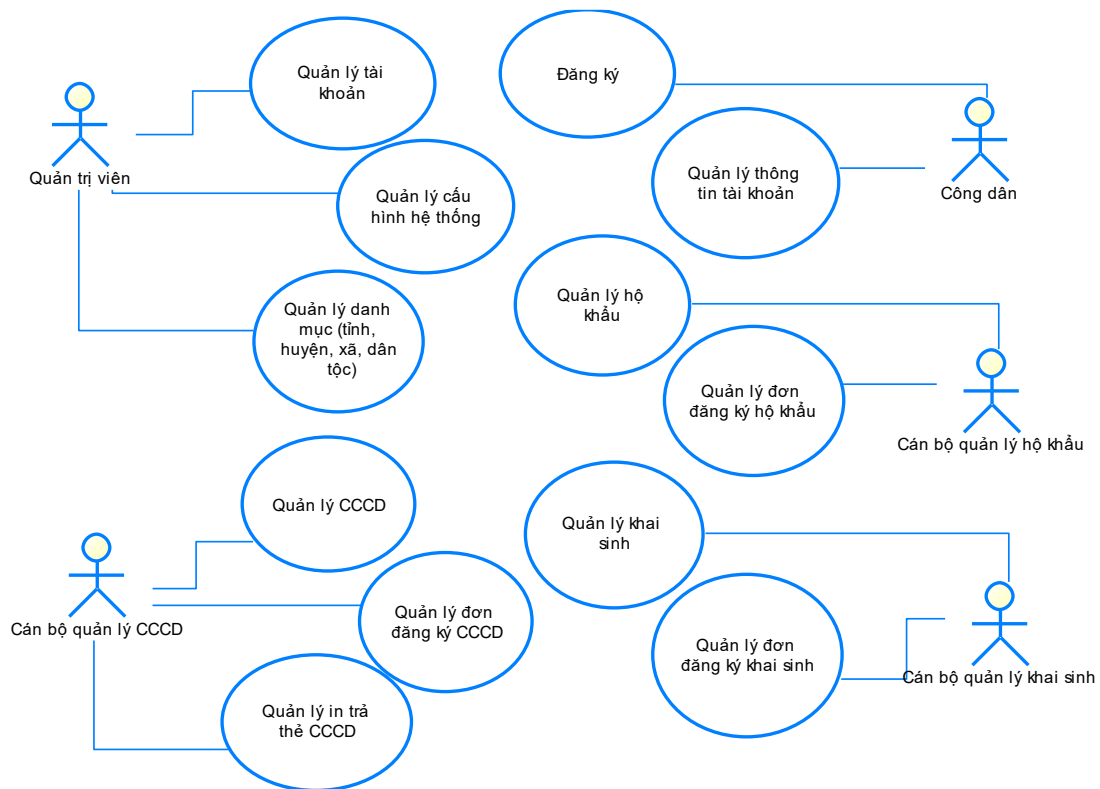 Quản lý tài
khoản
Đăng ký
Quản trị viên
Quản lý thông
tin tài khoản
Công dân
Quản lý cấu
hình hệ thống
Quản lý danh
mục (tỉnh,
huyện, xã, dân
tộc)
Quản lý hộ
khẩu
Quản lý đơn
đăng ký hộ khẩu
Cán bộ quản lý hộ khẩu
Quản lý CCCD
Quản lý khai
sinh
Cán bộ quản lý CCCD
Quản lý đơn
đăng ký CCCD
Quản lý đơn
đăng ký khai sinh
Cán bộ quản lý khai sinh
Quản lý in trả
thẻ CCCD